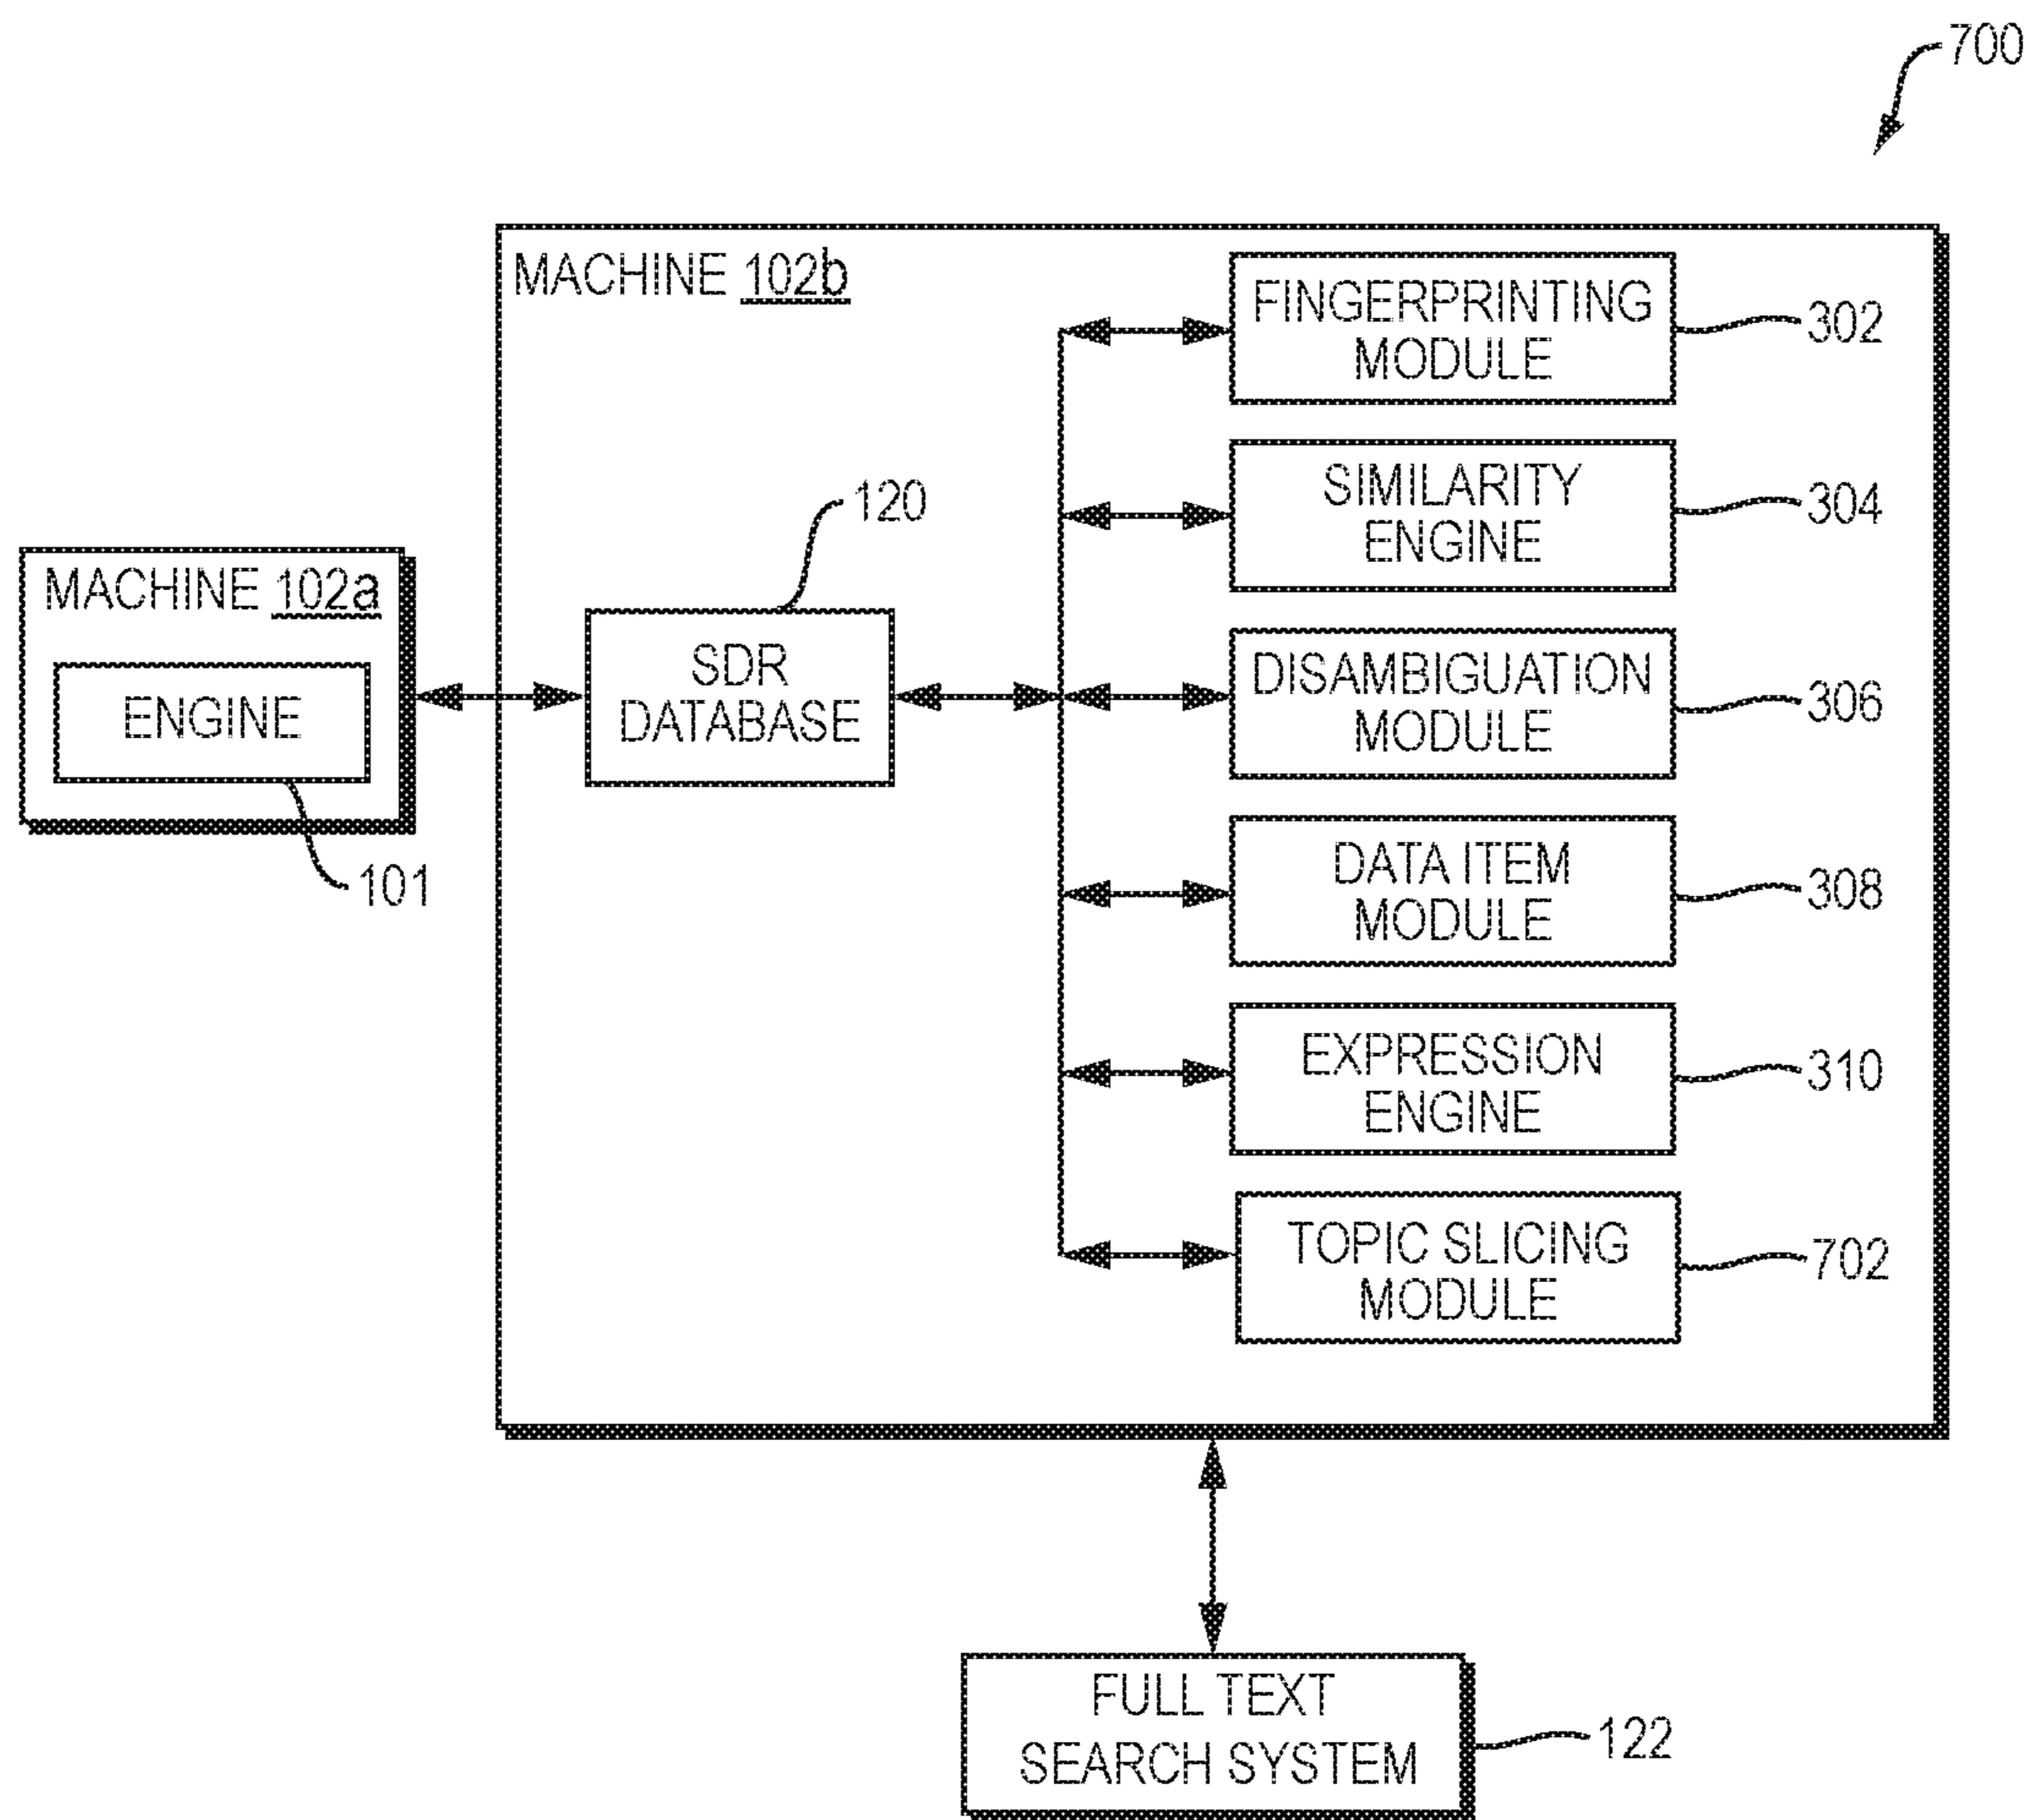 700
MACHINE 102b
FINGERPRINTING
MODULE
302
SIMILARITY
ENGINE
304
120
MACHINE 102a
ENGINE
101
SDR
DATABASE
DISAMBIGUATION
MODULE
306
DATA ITEM
MODULE
308
EXPRESSION
ENGINE
310
TOPIC SLICING
MODULE
702
FULL TEXT
SEARCH SYSTEM
122